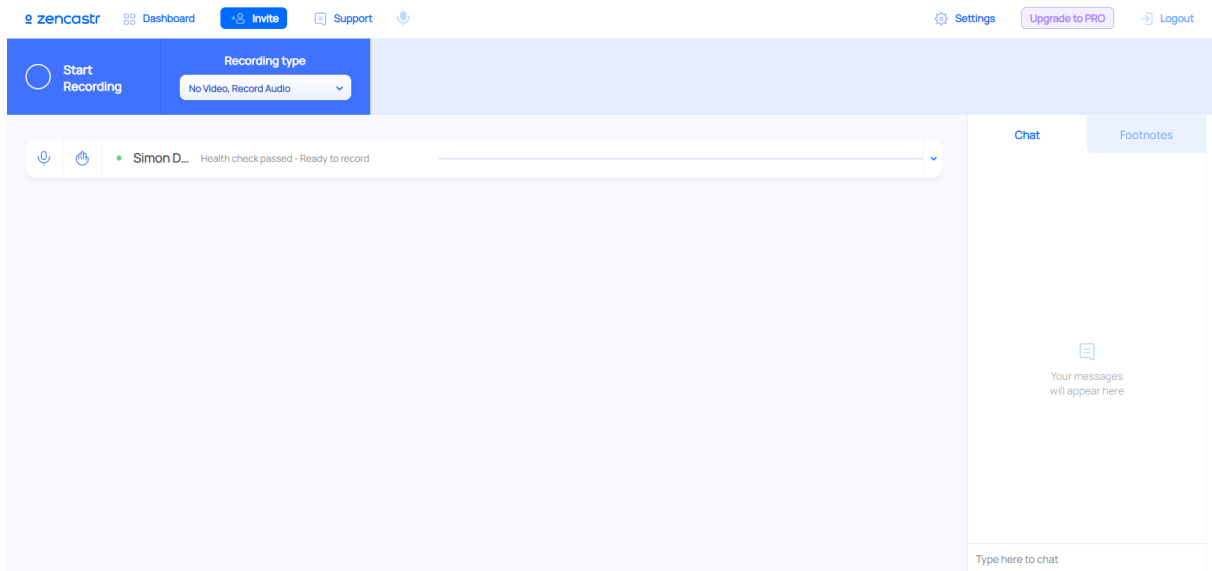 zencastr Dashboard Invite Support Settings Upgrade to PRO Logout
Start
Recording
Recording type
No Video, Record Audio
Chat Footnotes
Simon D... Health check passed - Ready to record
Your messages
will appear here
Type here to chat